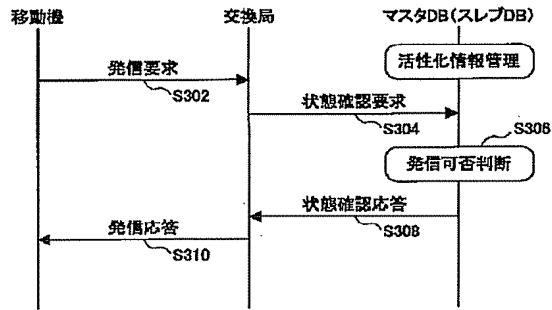 移動機
交換局
マスタDB(スレブDB)
活性化情報管理
発信要求
S302
状態確認要求
S304
S306
発信可否判断
状態確認応答
S308
発信応答
S310